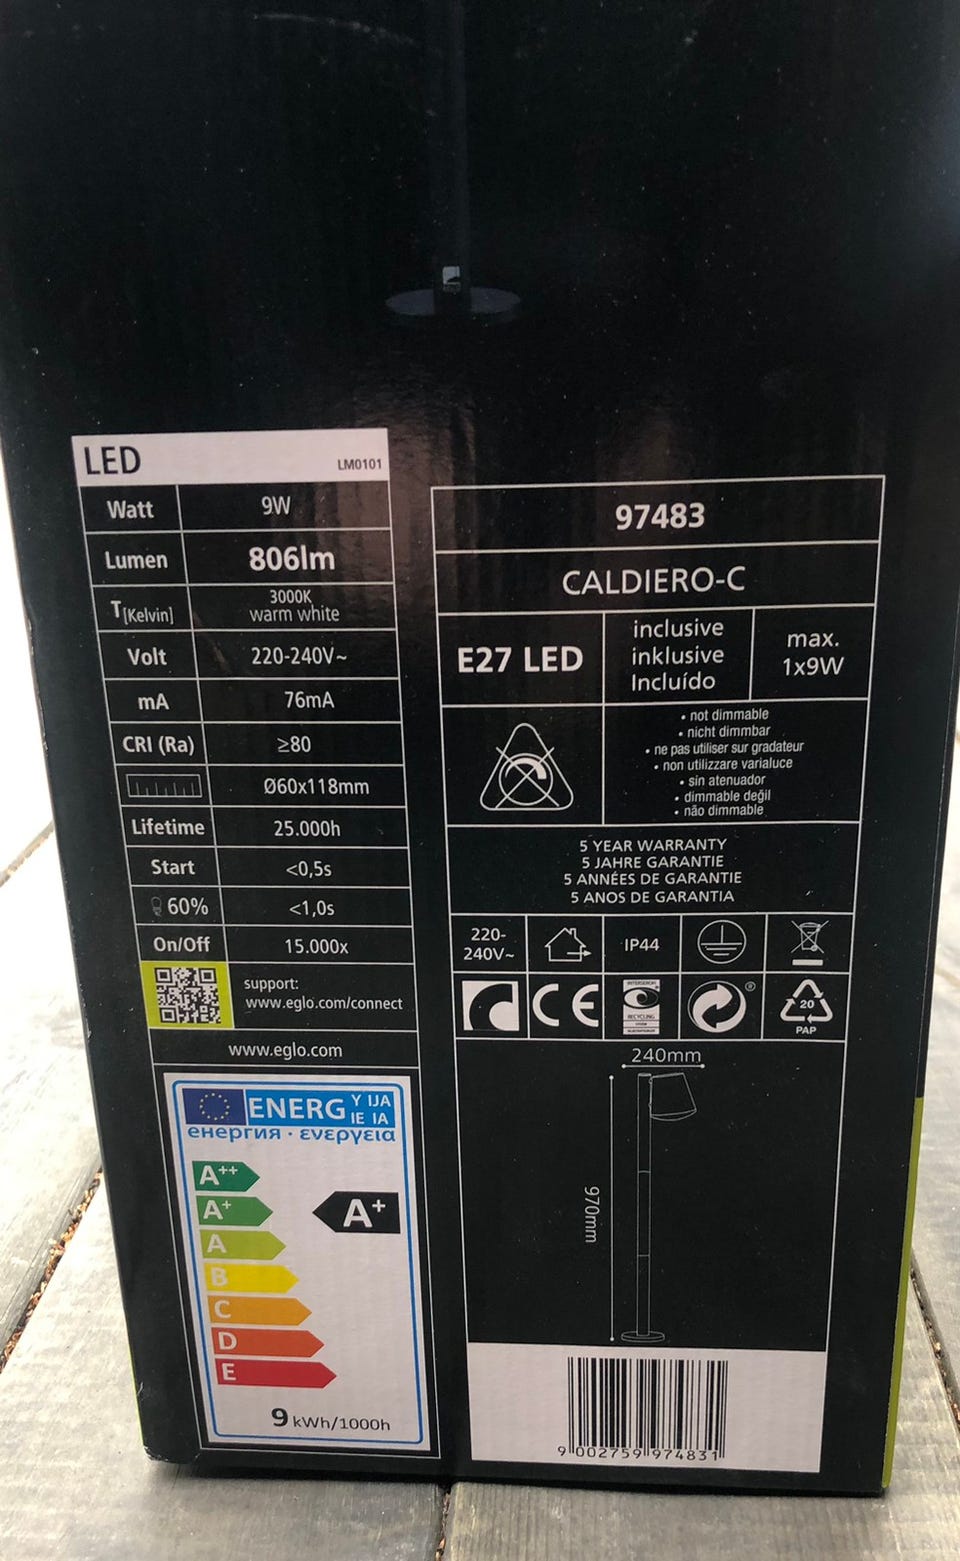 LED LM0101
Watt 9W
Lumen 806lm
T[Kelvin] 3000K
warm white
Volt 220-240V~
mA 76mA
CRI (Ra) ≥80
Ø60x118mm
Lifetime 25.000h
Start <0,5s
60% <1,0s
On/Off 15.000x
support:
www.eglo.com/connect
www.eglo.com
ENERG Y IJA
IE IA
енергия · ενεργεια
A++
A+
A+
A
B
C
D
E
9 kWh/1000h
97483
CALDIERO-C
E27 LED
inclusive
inklusive
Incluído
max.
1x9W
• not dimmable
• nicht dimmbar
• ne pas utiliser sur gradateur
• non utilizzare varialuce
• sin atenuador
• dimmable değil
• não dimmable
5 YEAR WARRANTY
5 JAHRE GARANTIE
5 ANNÉES DE GARANTIE
5 ANOS DE GARANTIA
220-
240V~
IP44
CE
INTERSEROH
RECYCLING
®
20
PAP
240mm
970mm
9 002759 974831